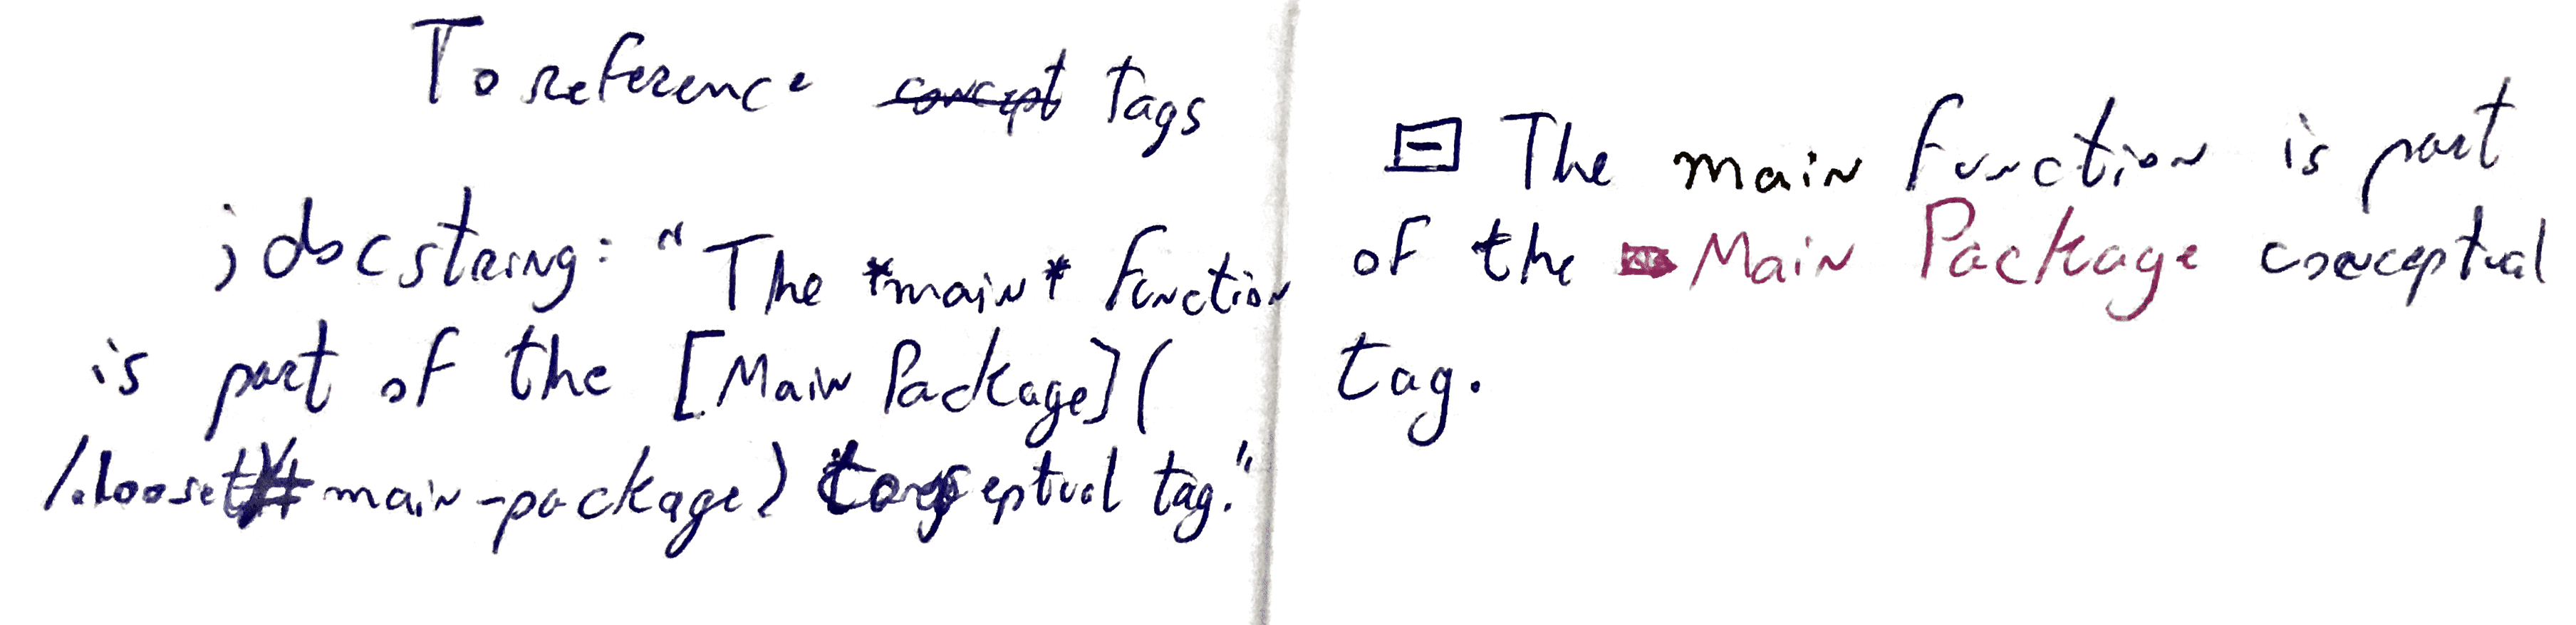 To reference concept tags
; docstring: "The *main* function
is part of the [Main Package](
/.looset/#main-package) conceptual tag."
The main function is part
of the Main Package conceptual
tag.